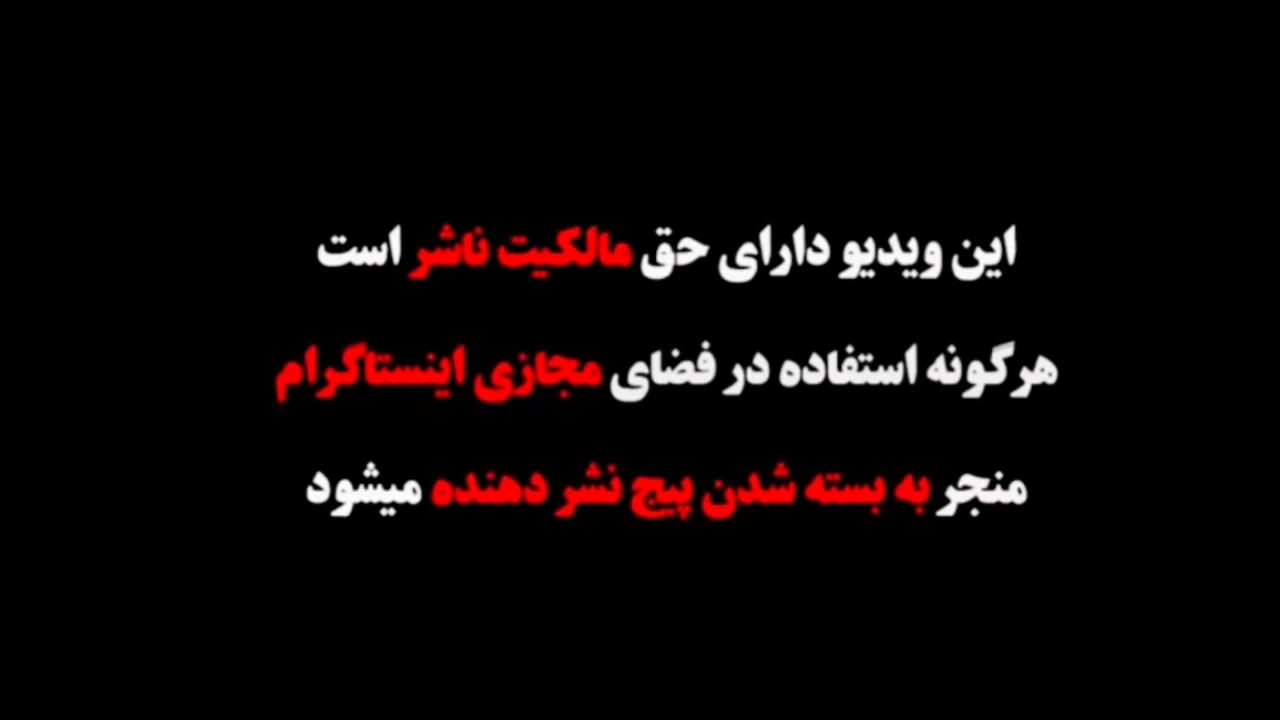 این ویدیو دارای حق مالکیت ناشر است
هرگونه استفاده در فضای مجازی اینستاگرام
منجر به بسته شدن پیج نشر دهنده میشود